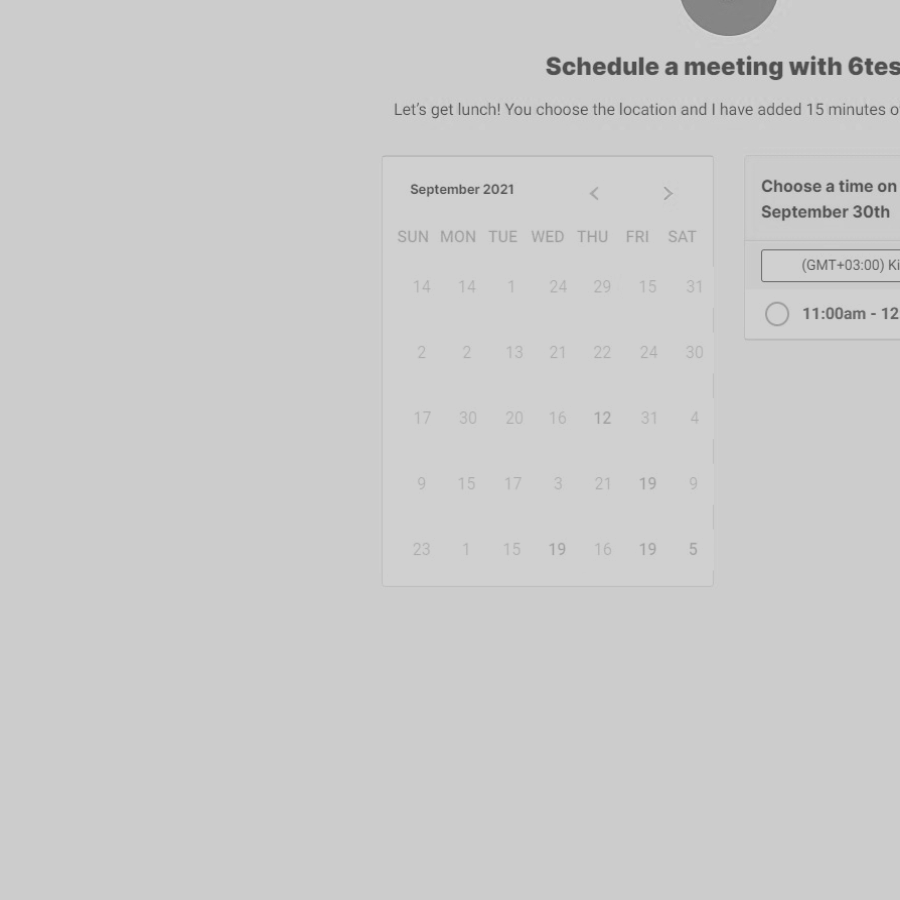 Schedule a meeting with 6tes
Let's get lunch! You choose the location and I have added 15 minutes o
September 2021
SUN MON TUE WED THU FRI SAT
14 14 1 24 29 15 31
2 2 13 21 22 24 30
17 30 20 16 12 31 4
9 15 17 3 21 19 9
23 1 15 19 16 19 5
Choose a time on
September 30th
(GMT+03:00) Ki
11:00am - 12